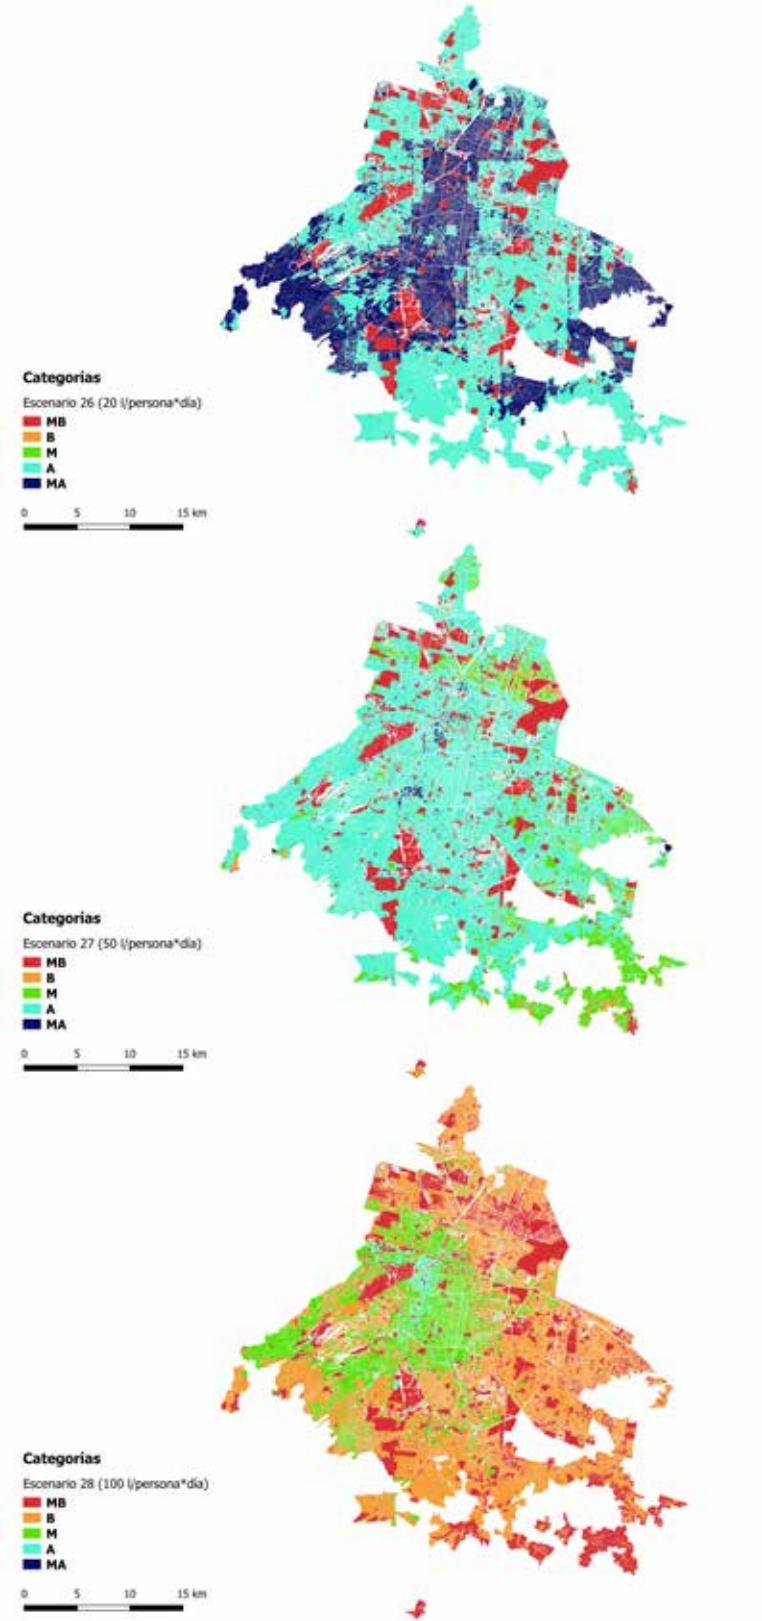 Categorias
Escenario 26 (20 l/persona*día)
MB
B
M
A
MA
0 5 10 15 km
Categorias
Escenario 27 (50 l/persona*día)
MB
B
M
A
MA
0 5 10 15 km
Categorias
Escenario 28 (100 l/persona*día)
MB
B
M
A
MA
0 5 10 15 km